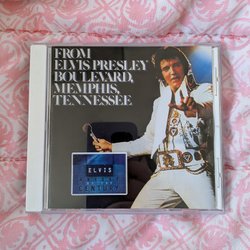 FROM
ELVIS PRESLEY
BOULEVARD,
MEMPHIS,
TENNESSEE
ELVIS